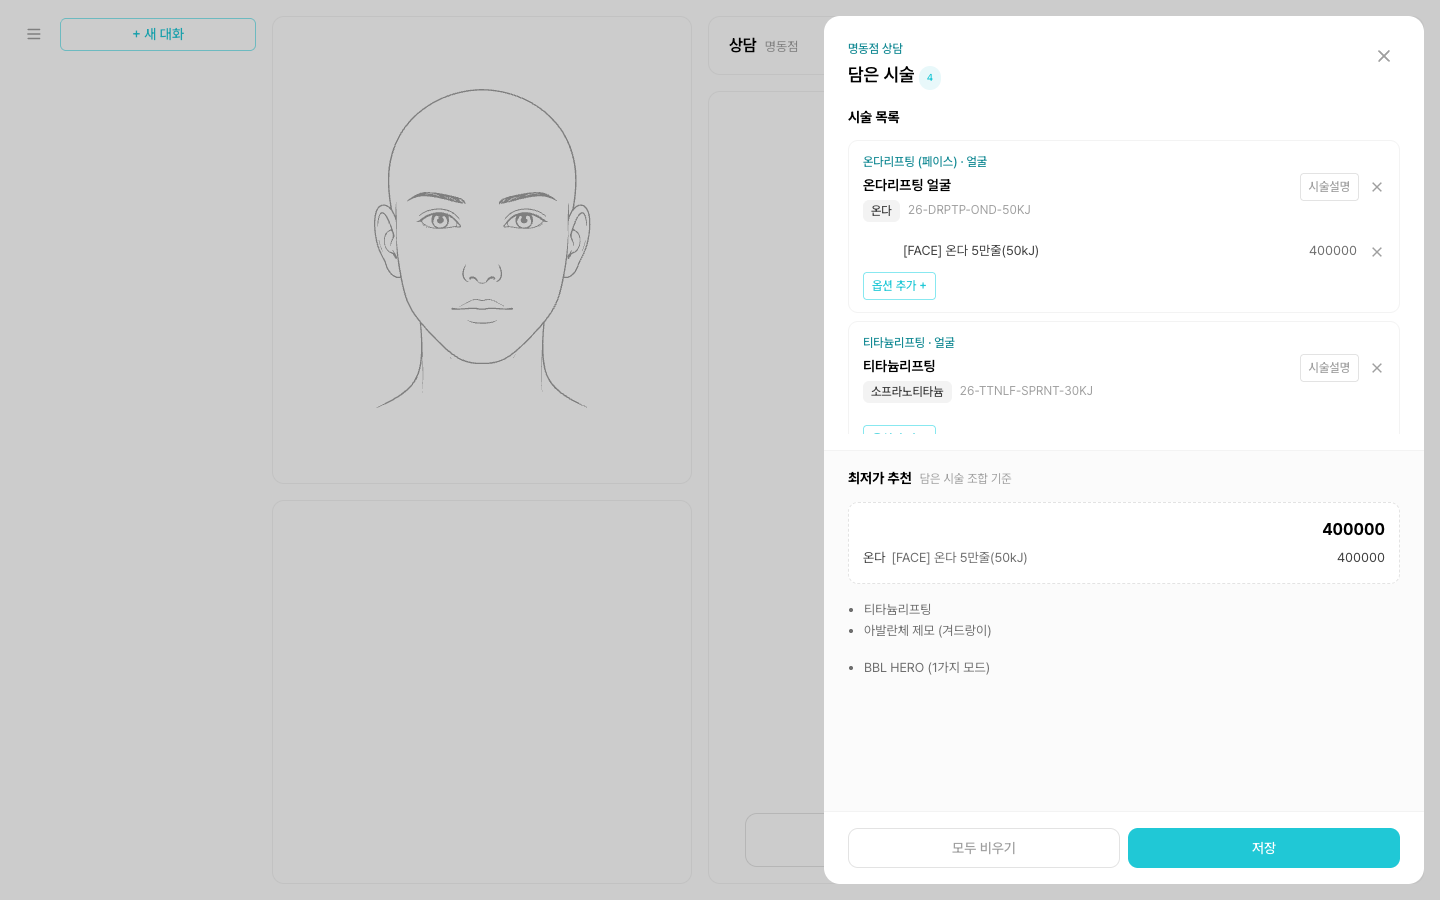 + 새 대화
상담 명동점
명동점 상담
담은 시술 4
시술 목록
온다리프팅 (페이스) · 얼굴
온다리프팅 얼굴
시술설명
온다 26-DRPTP-OND-50KJ
[FACE] 온다 5만줄(50kJ) 400000
옵션 추가 +
티타늄리프팅 · 얼굴
티타늄리프팅
시술설명
소프라노티타늄 26-TTNLF-SPRNT-30KJ
최저가 추천 담은 시술 조합 기준
400000
온다 [FACE] 온다 5만줄(50kJ) 400000
• 티타늄리프팅
• 아발란체 제모 (겨드랑이)
• BBL HERO (1가지 모드)
모두 비우기
저장